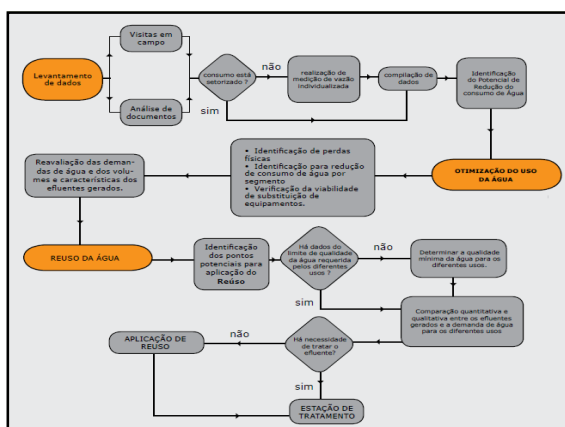 Visitas em
campo
Levantamento
de dados
Análise de
documentos
consumo está
setorizado ?
não
sim
realização de
medição de vazão
individualizada
compilação de
dados
Identificação
do Potencial de
Redução do
consumo de Água
OTIMIZAÇÃO DO USO
DA ÁGUA
• Identificação de perdas
físicas
• Identificação para redução
de consumo de água por
segmento
• Verificação da viabilidade
de substituição de
equipamentos.
Reavaliação das deman-
das de água e dos volu-
mes e características dos
efluentes gerados.
REUSO DA ÁGUA
Identificação
dos pontos
potenciais para
aplicação do
Reúso
Há dados do
limite de qualidade
da água requerida
pelos diferentes
usos ?
não
sim
Determinar a qualidade
mínima da água para os
diferentes usos.
Comparação quantitativa e
qualitativa entre os efluentes
gerados e a demanda de água
para os diferentes usos
Há necessidade
de tratar o
efluente?
não
sim
APLICAÇÃO DE
REUSO
ESTAÇÃO DE
TRATAMENTO